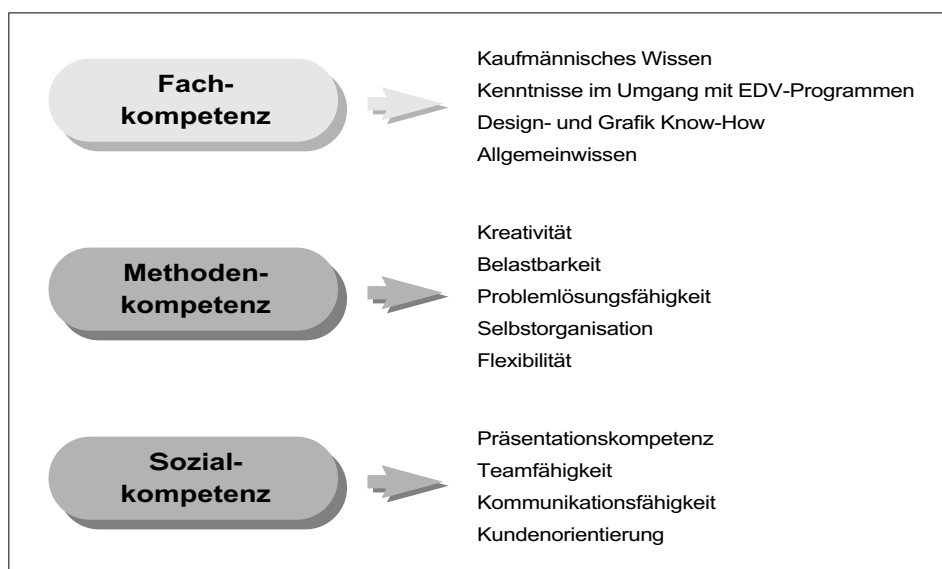 Fach-
kompetenz
Kaufmännisches Wissen
Kenntnisse im Umgang mit EDV-Programmen
Design- und Grafik Know-How
Allgemeinwissen
Methoden-
kompetenz
Kreativität
Belastbarkeit
Problemlösungsfähigkeit
Selbstorganisation
Flexibilität
Sozial-
kompetenz
Präsentationskompetenz
Teamfähigkeit
Kommunikationsfähigkeit
Kundenorientierung